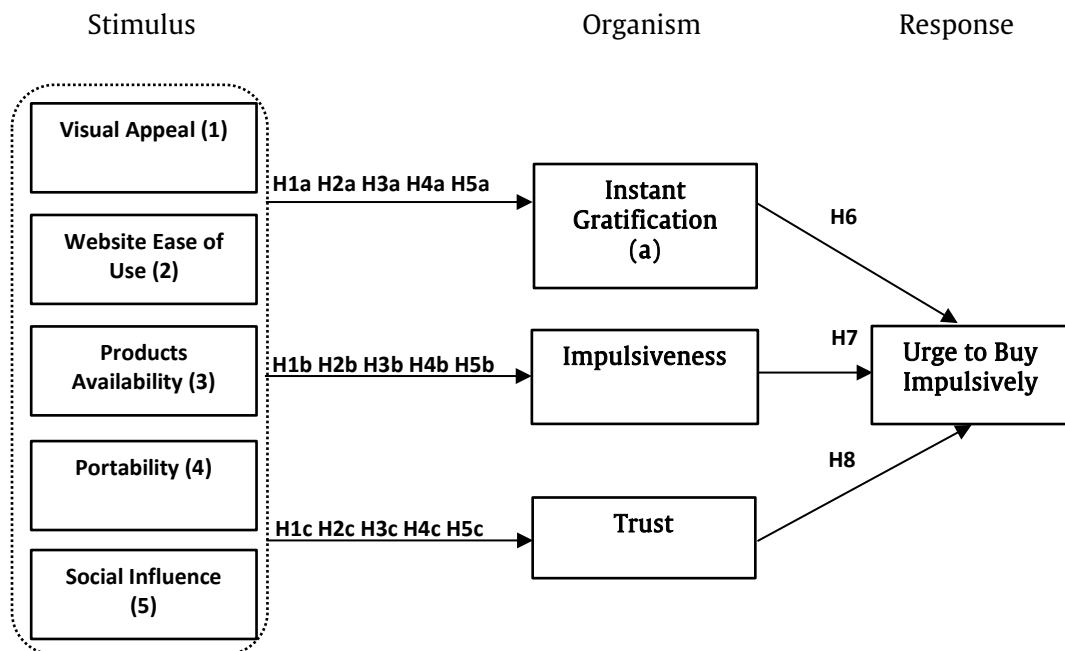 Stimulus
Organism
Response
Visual Appeal (1)
Website Ease of
Use (2)
Products
Availability (3)
Portability (4)
Social Influence
(5)
H1a H2a H3a H4a H5a
H1b H2b H3b H4b H5b
H1c H2c H3c H4c H5c
Instant
Gratification
(a)
Impulsiveness
Trust
H6
H7
H8
Urge to Buy
Impulsively